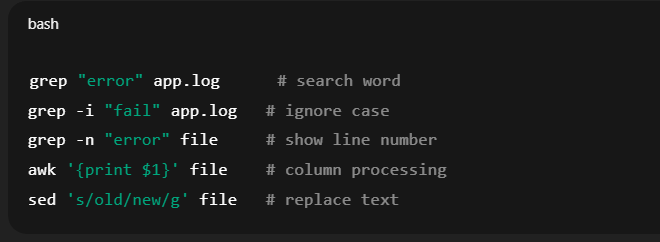 bash
grep "error" app.log      # search word
grep -i "fail" app.log   # ignore case
grep -n "error" file     # show line number
awk '{print $1}' file    # column processing
sed 's/old/new/g' file   # replace text